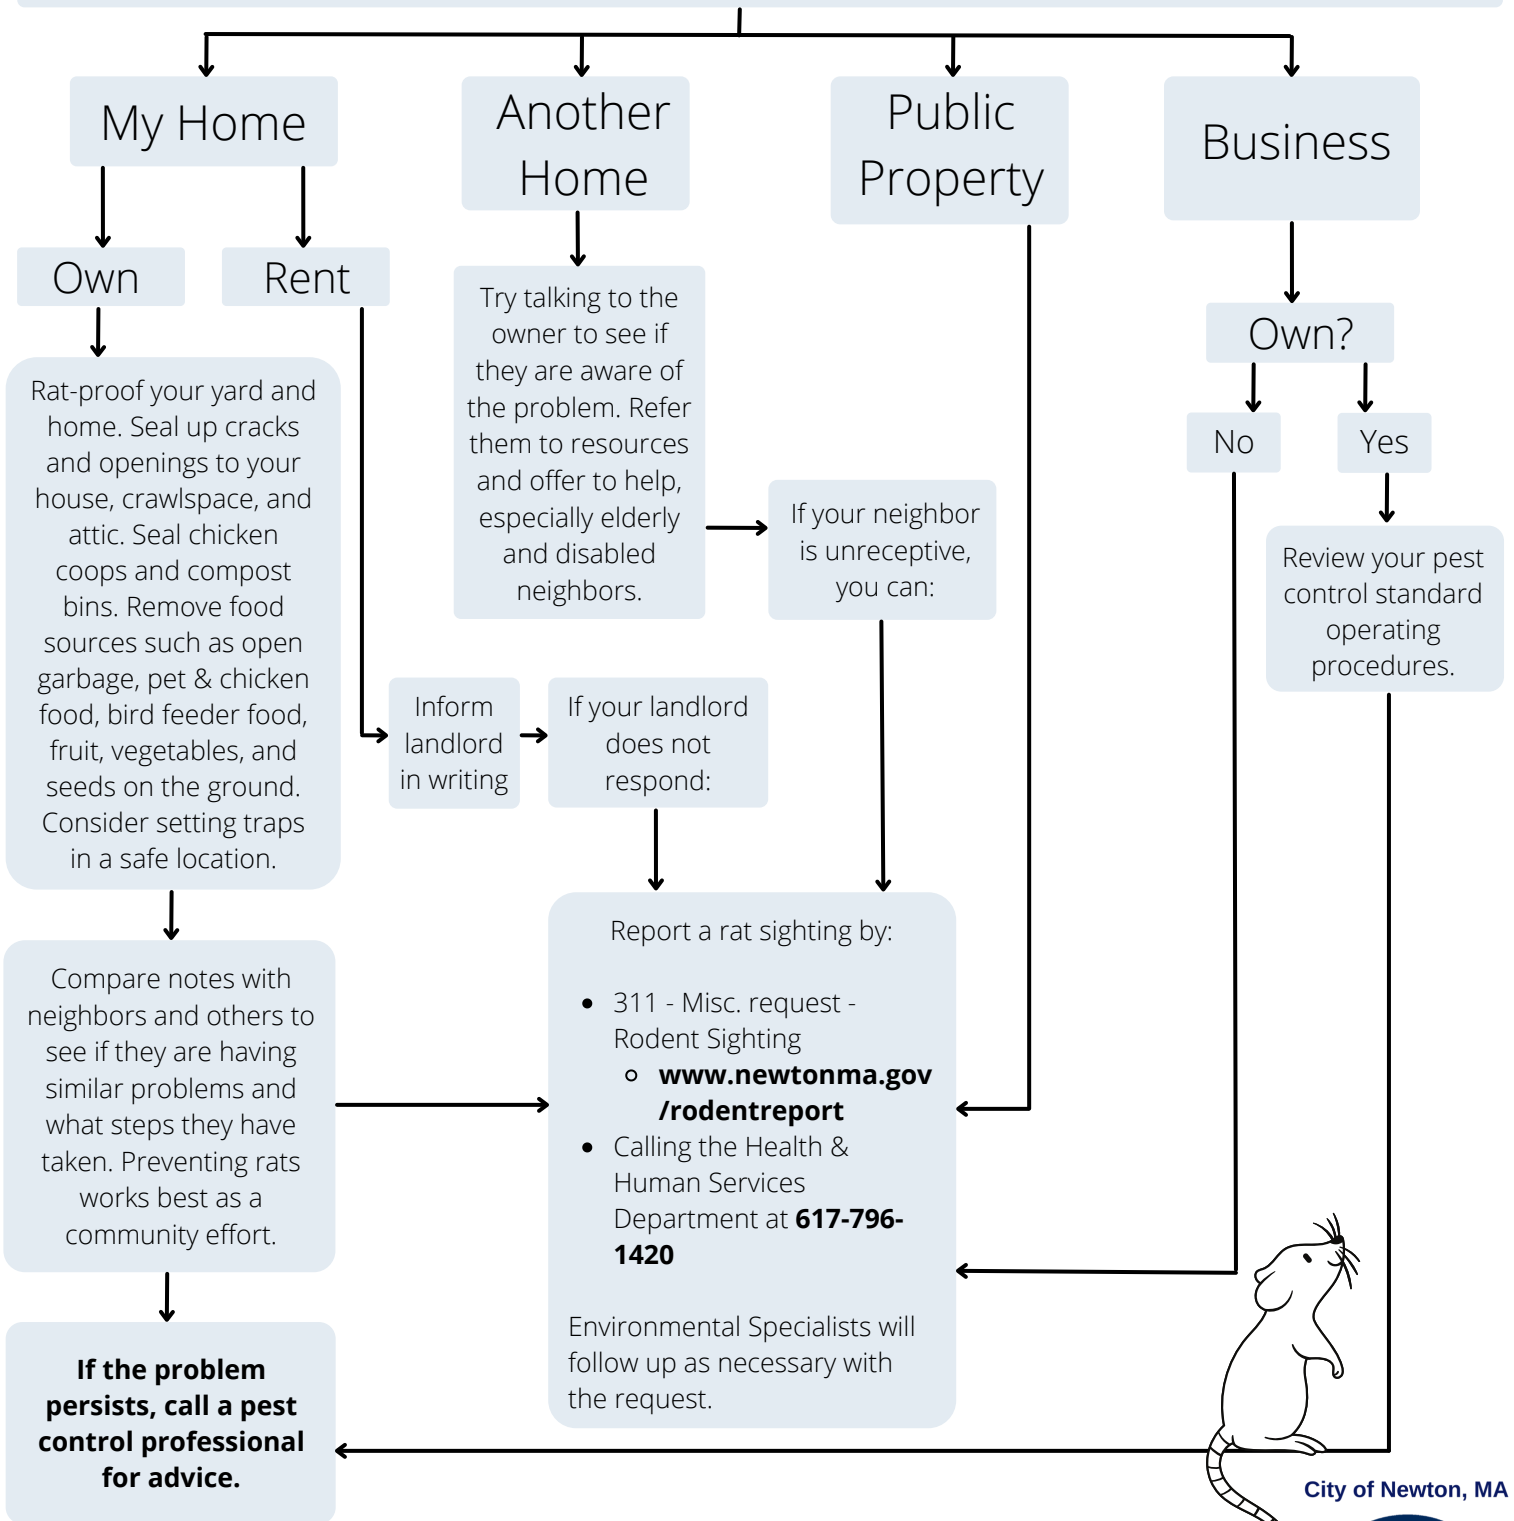 My Home
Another
Home
Public
Property
Business
Own
Rent
Own?
No
Yes
Rat-proof your yard and
home. Seal up cracks
and openings to your
house, crawlspace, and
attic. Seal chicken
coops and compost
bins. Remove food
sources such as open
garbage, pet & chicken
food, bird feeder food,
fruit, vegetables, and
seeds on the ground.
Consider setting traps
in a safe location.
Try talking to the
owner to see if
they are aware of
the problem. Refer
them to resources
and offer to help,
especially elderly
and disabled
neighbors.
If your neighbor
is unreceptive,
you can:
Review your pest
control standard
operating
procedures.
Inform
landlord
in writing
If your landlord
does not
respond:
Compare notes with
neighbors and others to
see if they are having
similar problems and
what steps they have
taken. Preventing rats
works best as a
community effort.
Report a rat sighting by:
• 311 - Misc. request -
Rodent Sighting
◦ www.newtonma.gov
/rodentreport
• Calling the Health &
Human Services
Department at 617-796-
1420
Environmental Specialists will
follow up as necessary with
the request.
If the problem
persists, call a pest
control professional
for advice.
City of Newton, MA